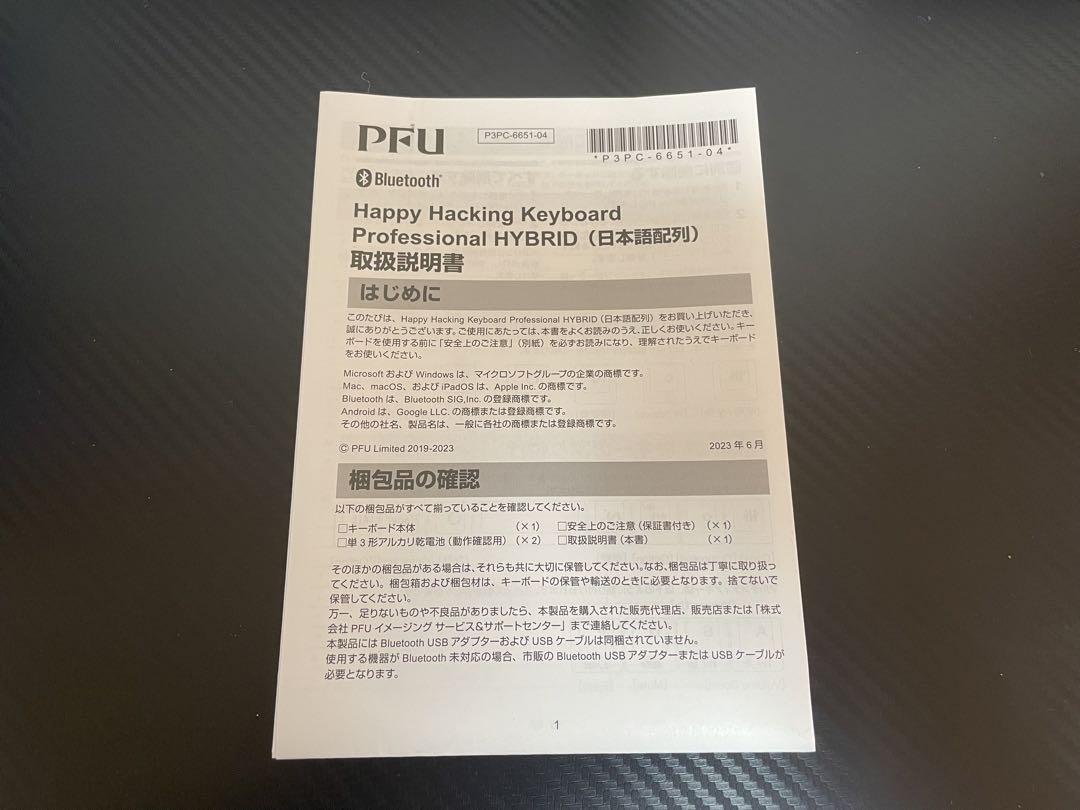 PFU
P3PC-6651-04
*P3PC-6651-04*
Bluetooth®
Happy Hacking Keyboard
Professional HYBRID（日本語配列）
取扱説明書
はじめに
このたびは、Happy Hacking Keyboard Professional HYBRID（日本語配列）をお買い上げいただき、
誠にありがとうございます。ご使用にあたっては、本書をよくお読みのうえ、正しくお使いください。キー
ボードを使用する前に「安全上のご注意」（別紙）を必ずお読みになり、理解されたうえでキーボード
をお使いください。
Microsoft および Windows は、マイクロソフトグループの企業の商標です。
Mac、macOS、および iPadOS は、Apple Inc. の商標です。
Bluetooth は、Bluetooth SIG,Inc. の登録商標です。
Android は、Google LLC. の商標または登録商標です。
その他の社名、製品名は、一般に各社の商標または登録商標です。
© PFU Limited 2019-2023 2023 年 6 月
梱包品の確認
以下の梱包品がすべて揃っていることを確認してください。
□キーボード本体 （× 1） □安全上のご注意（保証書付き）（× 1）
□単 3 形アルカリ乾電池（動作確認用）（× 2） □取扱説明書（本書） （× 1）
そのほかの梱包品がある場合は、それらも共に大切に保管してください。なお、梱包品は丁寧に取り扱っ
てください。梱包箱および梱包材は、キーボードの保管や輸送のときに必要となります。捨てないで
保管してください。
万一、足りないものや不良品がありましたら、本製品を購入された販売代理店、販売店または「株式
会社 PFU イメージング サービス&サポートセンター」まで連絡してください。
本製品には Bluetooth USB アダプターおよび USB ケーブルは同梱されていません。
使用する機器が Bluetooth 未対応の場合、市販の Bluetooth USB アダプターまたは USB ケーブルが
必要となります。
1